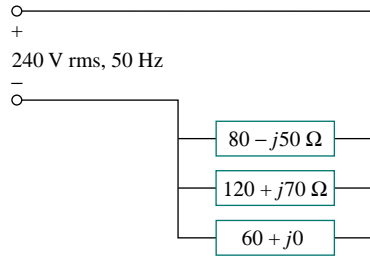 +
240 V rms, 50 Hz
−
80 − j50 Ω
120 + j70 Ω
60 + j0